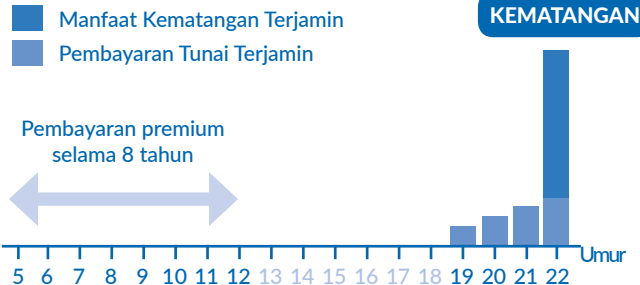 Manfaat Kematangan Terjamin
KEMATANGAN
Pembayaran Tunai Terjamin
Pembayaran premium
selama 8 tahun
Umur
5 6 7 8 9 10 11 12 13 14 15 16 17 18 19 20 21 22